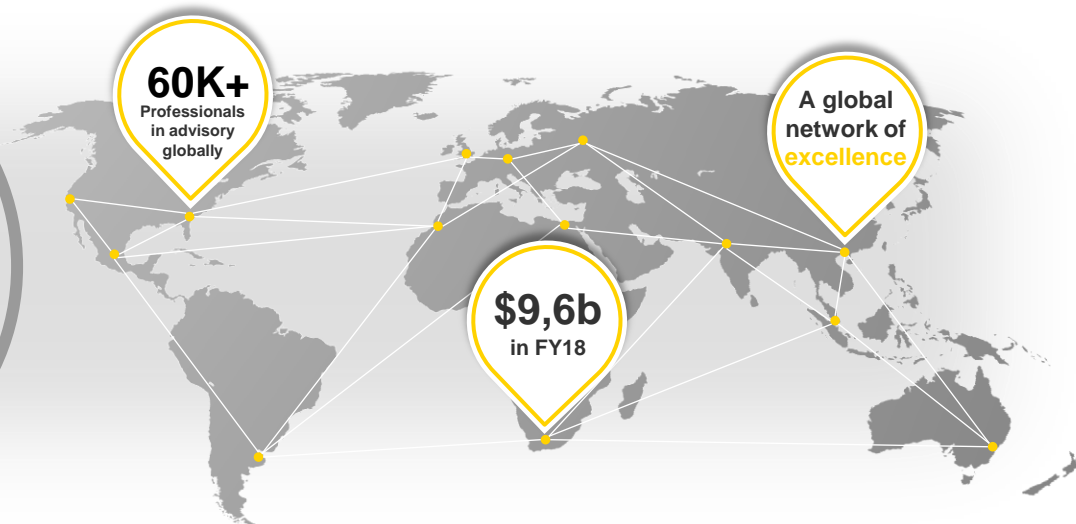 60K+
Professionals
in advisory
globally
A global
network of
excellence
$9,6b
in FY18